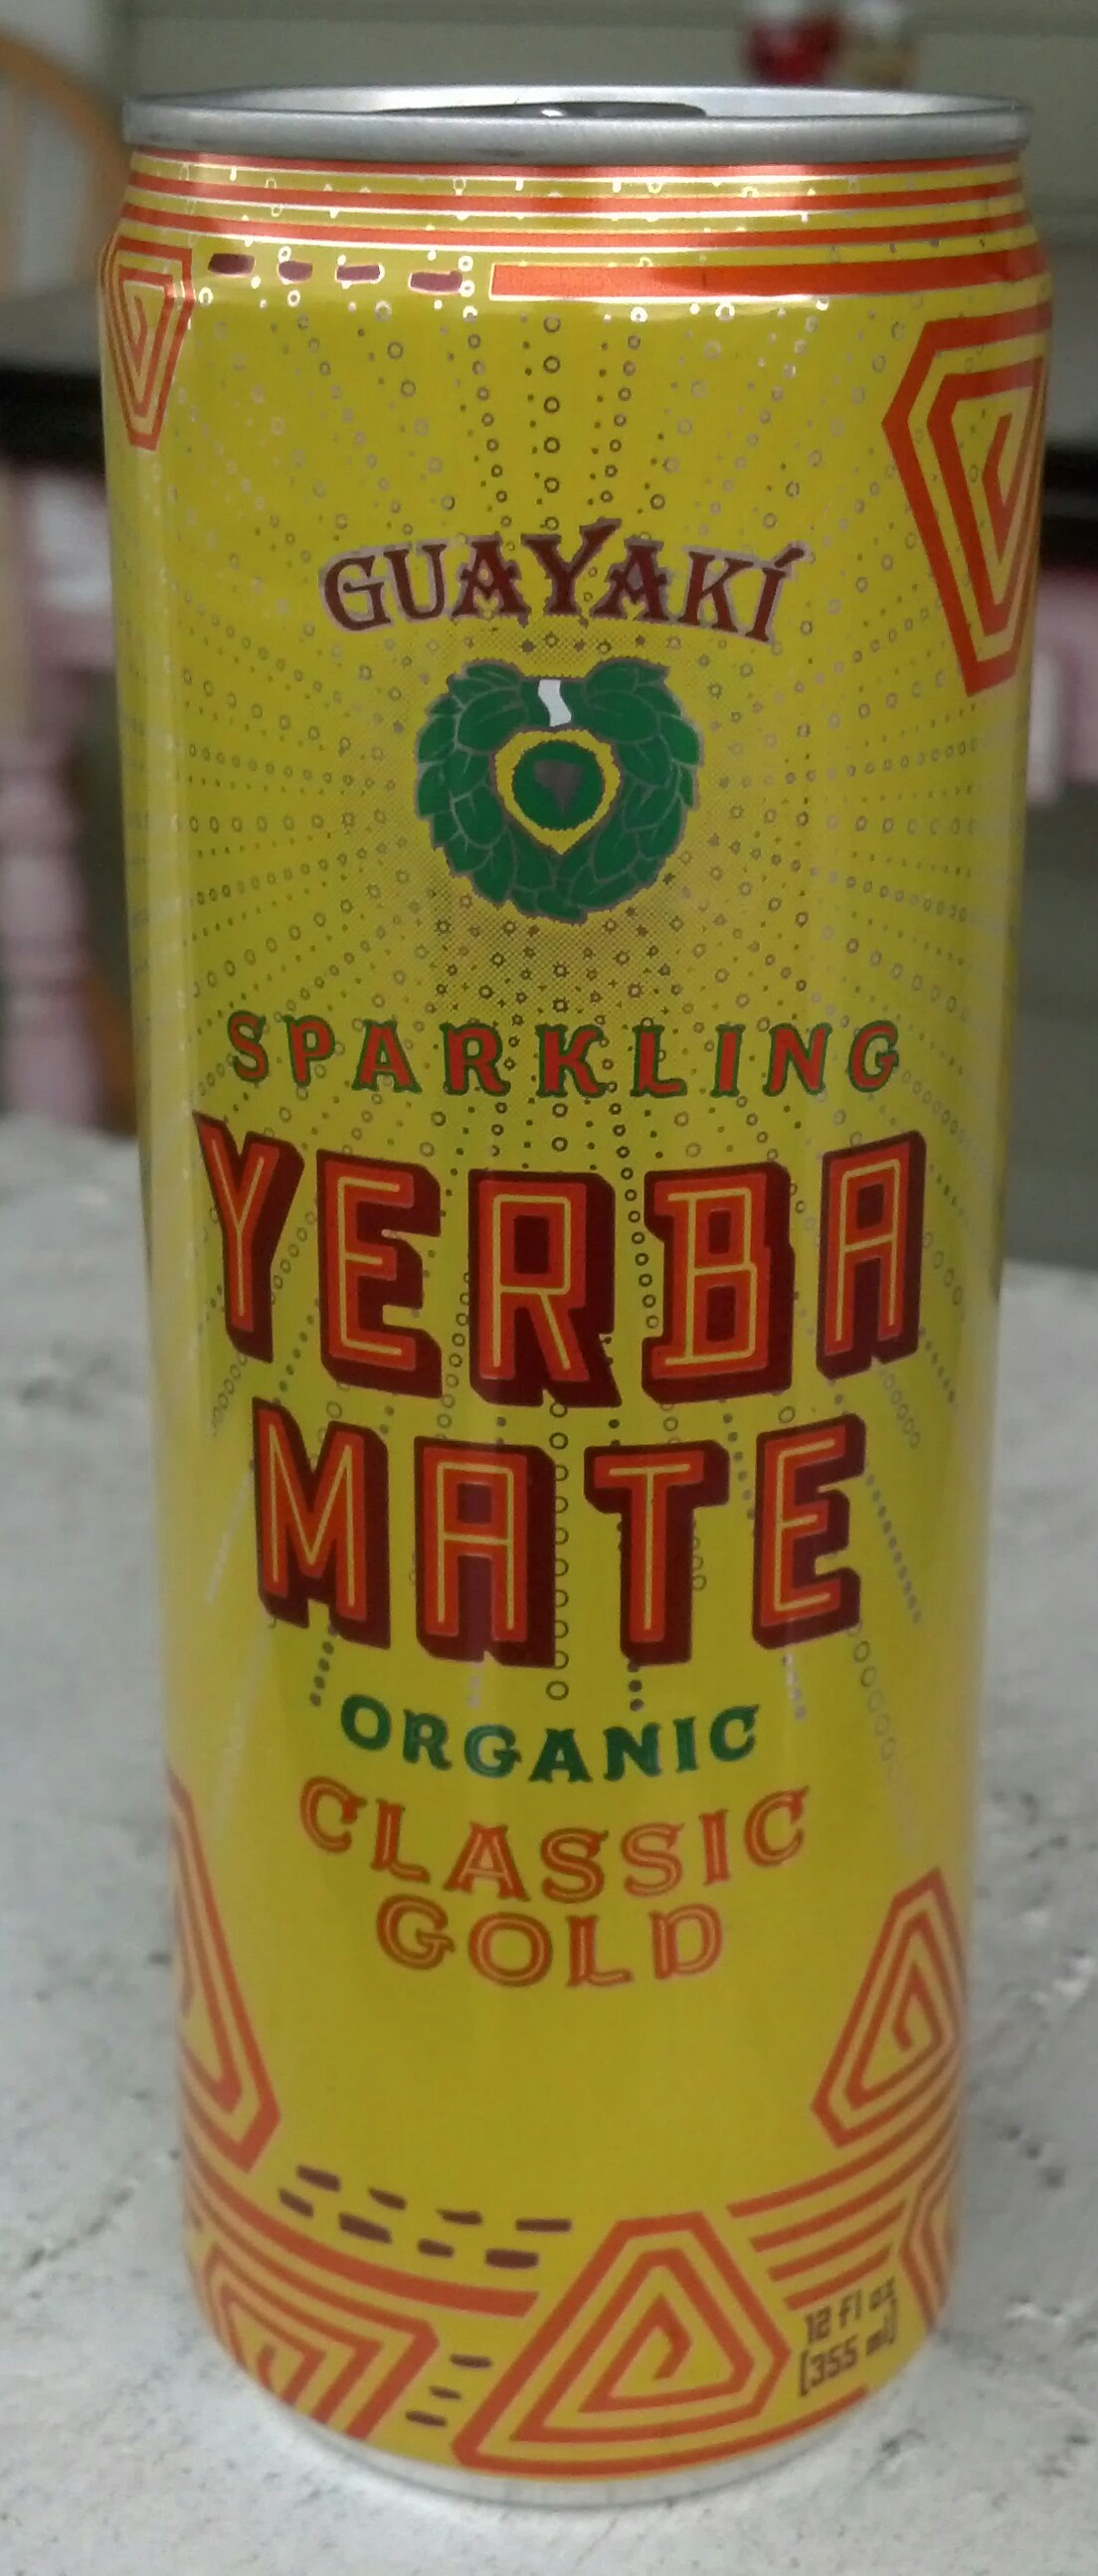 GUAYAKÍ
SPARKLING
YERBA
MATE
ORGANIC
CLASSIC
GOLD
12 fl oz
(355 ml)